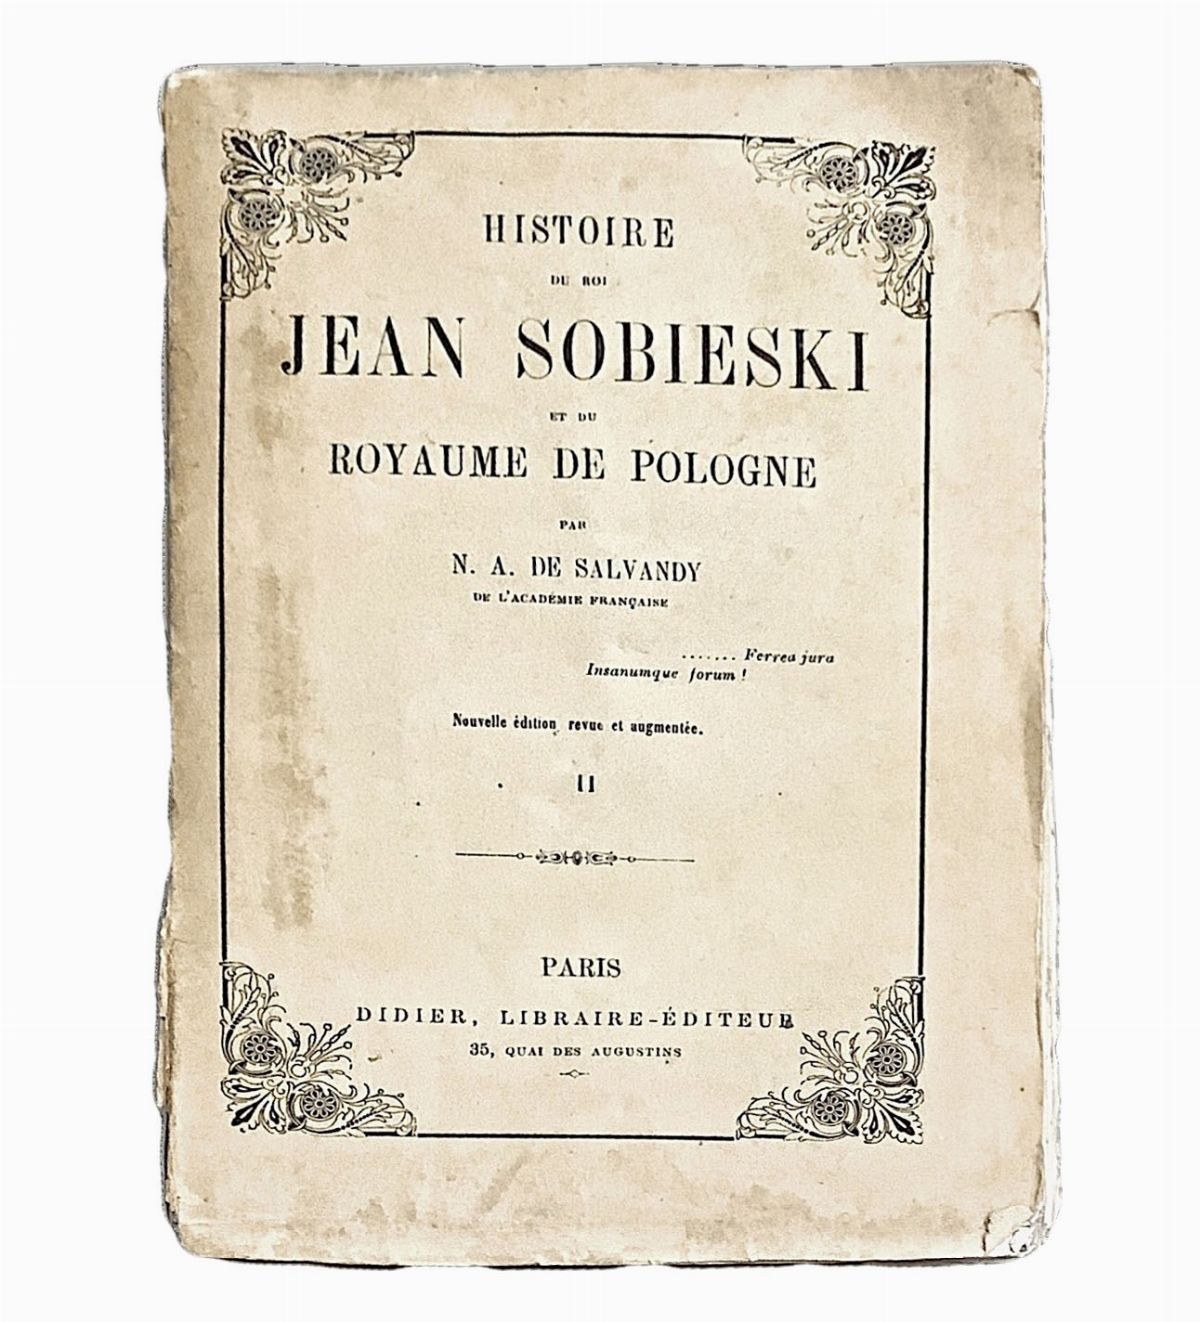 HISTOIRE
DU ROI
JEAN SOBIESKI
ET DU
ROYAUME DE POLOGNE
PAR
N. A. DE SALVANDY
DE L'ACADÉMIE FRANÇAISE
....... Ferrea jura
Insanumque forum !
Nouvelle édition revue et augmentée.
II
PARIS
DIDIER, LIBRAIRE-ÉDITEUR
35, QUAI DES AUGUSTINS